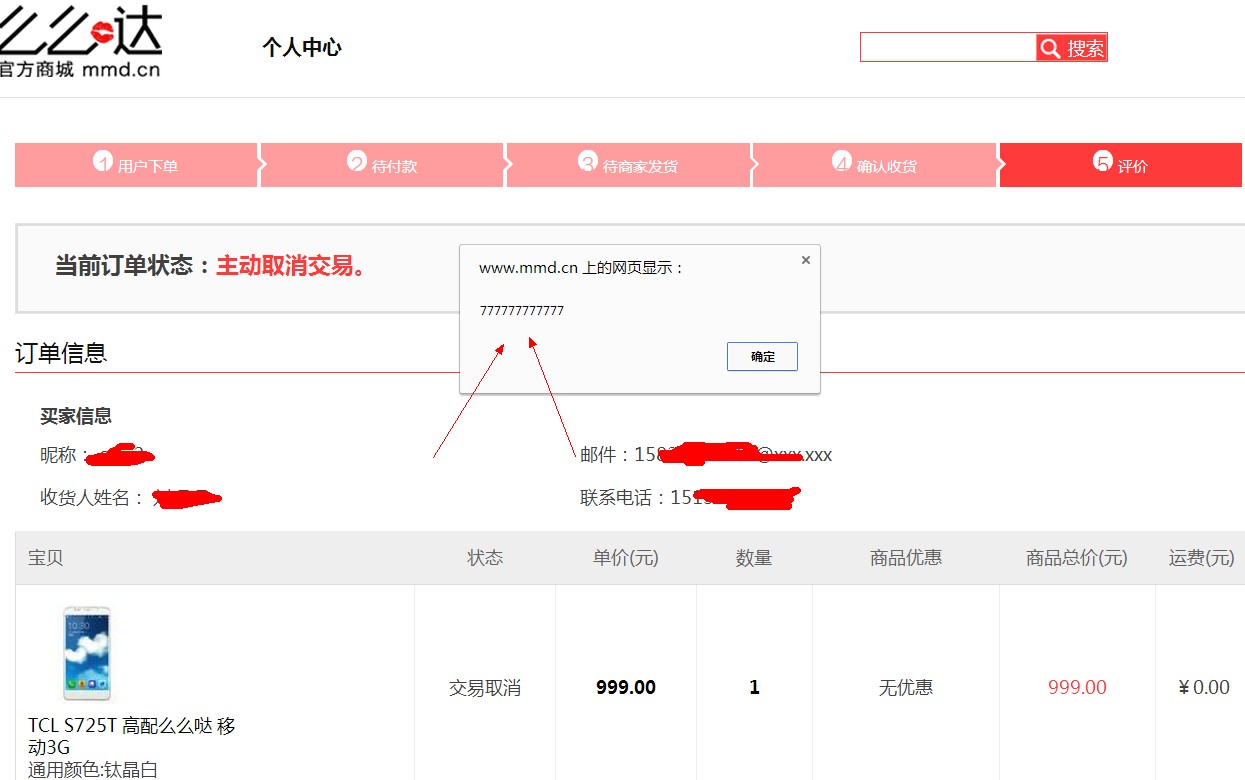 么么哒
官方商城 mmd.cn
个人中心
搜索
1 用户下单
2 待付款
3 待商家发货
4 确认收货
5 评价
当前订单状态：主动取消交易。
www.mmd.cn 上的网页显示：
×
777777777777
确定
订单信息
买家信息
昵称：
邮件：158 @xxx.xxx
收货人姓名：
联系电话：151
宝贝 状态 单价(元) 数量 商品优惠 商品总价(元) 运费(元)
10:30
交易取消 999.00 1 无优惠 999.00 ¥0.00
TCL S725T 高配么么哒 移
动3G
通用颜色:钛晶白